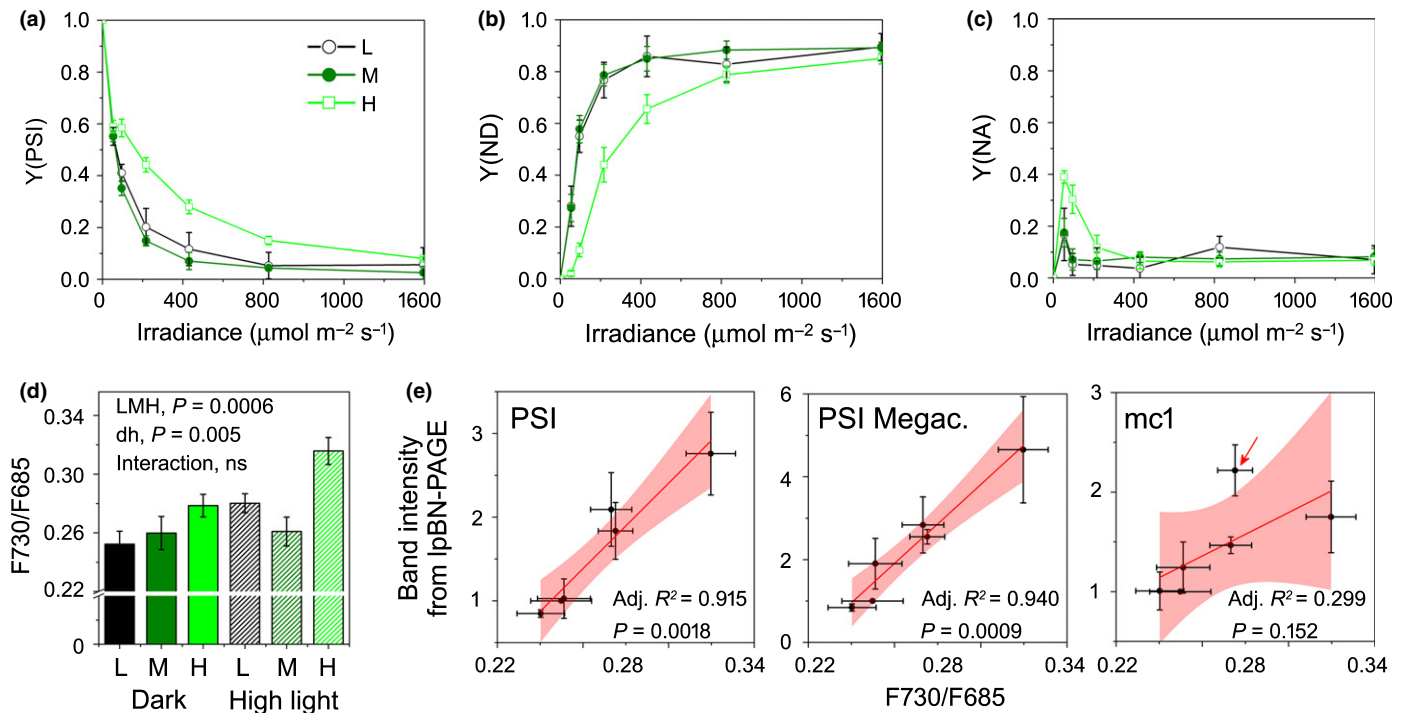 (a)
1.0
0.8
0.6
0.4
0.2
0.0
Y(PSI)
L
M
H
0
400
800
1600
Irradiance (μmol m⁻² s⁻¹)
(b)
1.0
0.8
0.6
0.4
0.2
0.0
Y(ND)
0
400
800
1000
1600
Irradiance (μmol m⁻² s⁻¹)
(c)
1.0
0.8
0.6
0.4
0.2
0.0
Y(NA)
0
400
800
1000
1600
Irradiance (μmol m⁻² s⁻¹)
(d)
LMH, P = 0.0006
dh, P = 0.005
Interaction, ns
0.34
0.30
0.26
0.22
0
F730/F685
L M H L M H
Dark High light
(e)
Band intensity
from lpBN-PAGE
PSI
3
2
1
Adj. R² = 0.915
P = 0.0018
0.22 0.28 0.34
PSI Megac.
6
4
2
0
Adj. R² = 0.940
P = 0.0009
0.22 0.28 0.34
mc1
3
2
1
Adj. R² = 0.299
P = 0.152
0.22 0.28 0.34
F730/F685